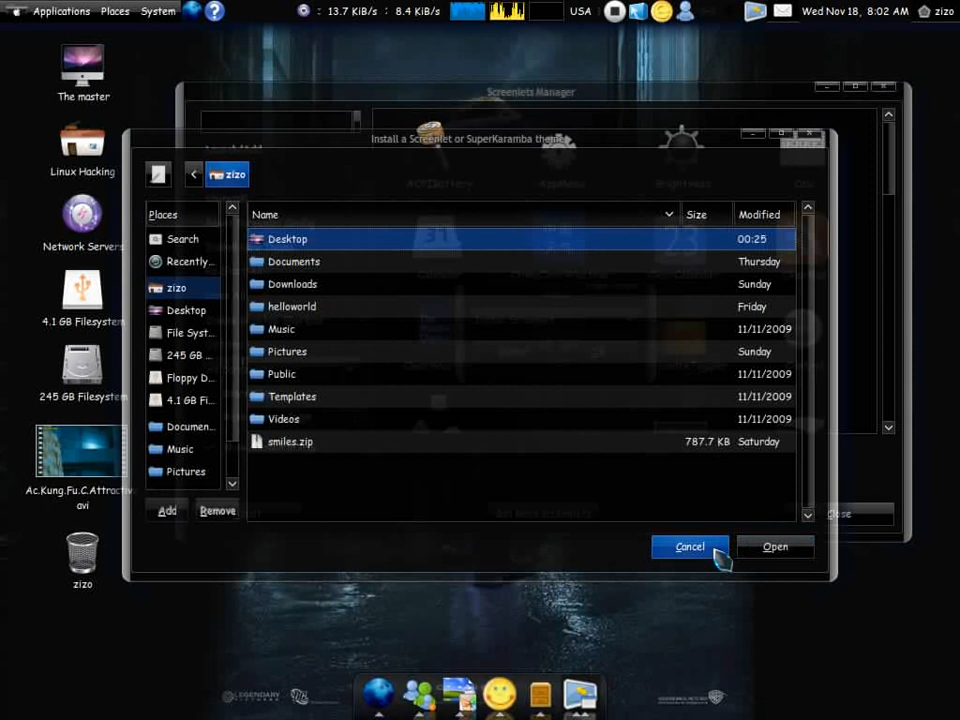 Applications Places System : 13.7 KiB/s : 8.4 KiB/s USA Wed Nov 18, 8:02 AM zizo
The master
Linux Hacking
Network Servers
4.1 GB Filesystem
245 GB Filesystem
Ac.Kung.Fu.C.Attractiv
avi
zizo
Screenlets Manager
Install a Screenlet or SuperKaramba theme
zizo
Places
Search
Recently...
zizo
Desktop
File Syst...
245 GB ...
Floppy D...
4.1 GB Fi...
Documen...
Music
Pictures
Add Remove
Name Size Modified
Desktop 00:25
Documents Thursday
Downloads Sunday
helloworld Friday
Music 11/11/2009
Pictures Sunday
Public 11/11/2009
Templates 11/11/2009
Videos 11/11/2009
smiles.zip 787.7 KB Saturday
Close
Cancel Open
LEGENDARY
PICTURES